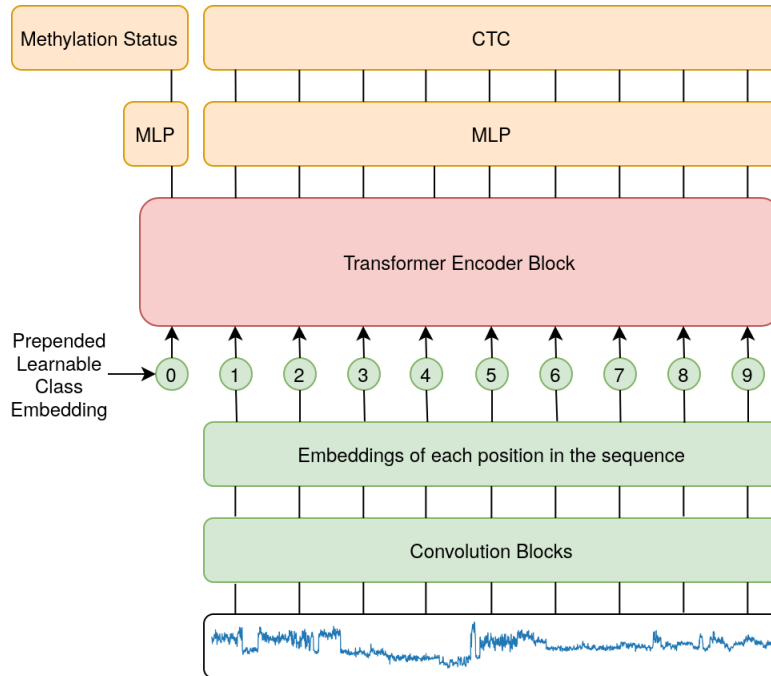 Methylation Status
CTC
MLP
MLP
Transformer Encoder Block
Prepended
Learnable
Class
Embedding
0
1
2
3
4
5
6
7
8
9
Embeddings of each position in the sequence
Convolution Blocks